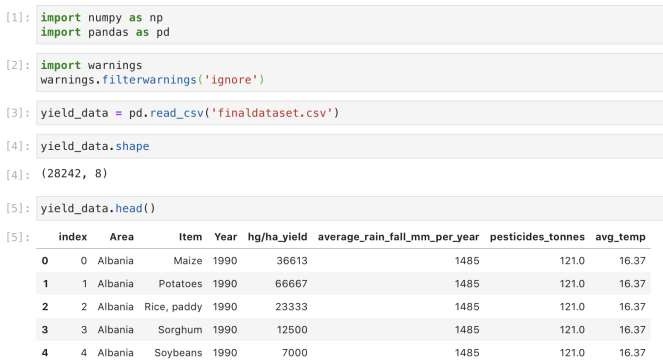 [1]: import numpy as np
import pandas as pd
[2]: import warnings
warnings.filterwarnings('ignore')
[3]: yield_data = pd.read_csv('finaldataset.csv')
[4]: yield_data.shape
[4]: (28242, 8)
[5]: yield_data.head()
[5]: index Area Item Year hg/ha_yield average_rain_fall_mm_per_year pesticides_tonnes avg_temp
0 0 Albania Maize 1990 36613 1485 121.0 16.37
1 1 Albania Potatoes 1990 66667 1485 121.0 16.37
2 2 Albania Rice, paddy 1990 23333 1485 121.0 16.37
3 3 Albania Sorghum 1990 12500 1485 121.0 16.37
4 4 Albania Soybeans 1990 7000 1485 121.0 16.37